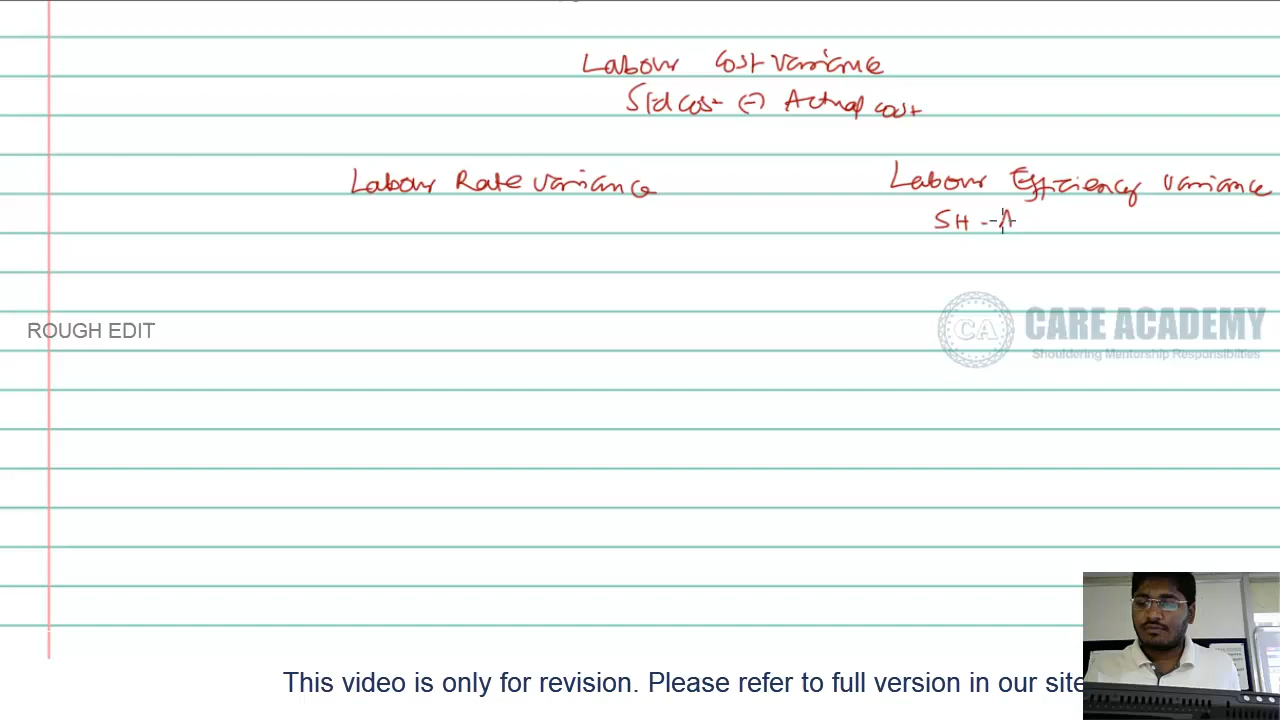 Labour Cost Variance
Std cost (-) Actual cost
Labour Rate Variance
Labour Efficiency Variance
SH - A
ROUGH EDIT
CA
CARE ACADEMY
Shouldering Mentorship Responsibilities
This video is only for revision. Please refer to full version in our site